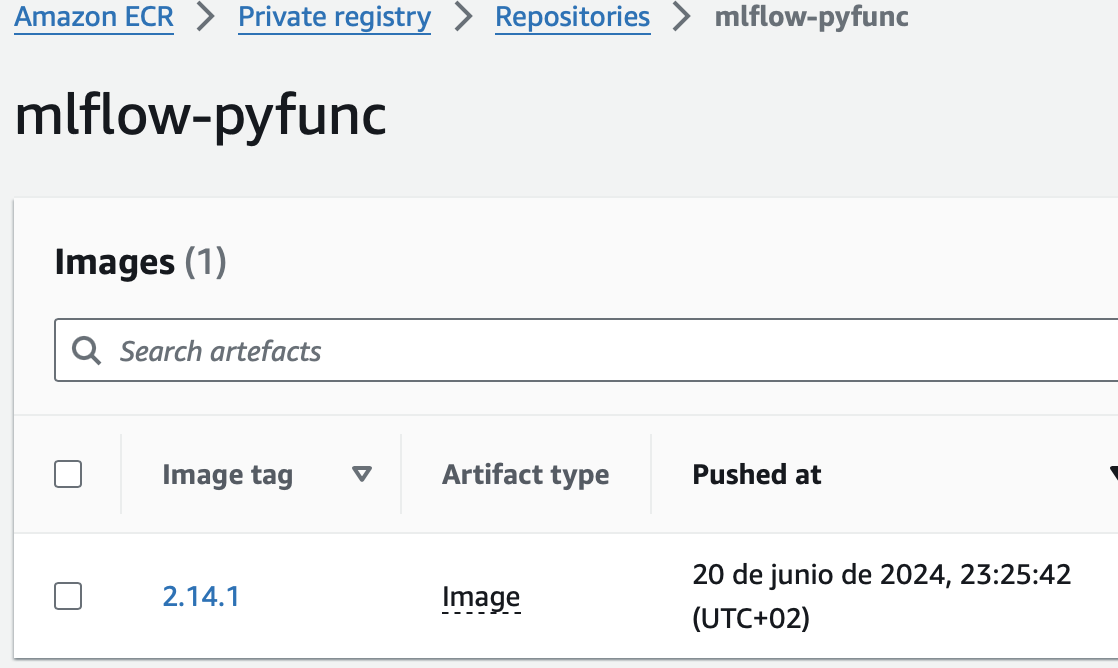 Amazon ECR > Private registry > Repositories > mlflow-pyfunc
mlflow-pyfunc
Images (1)
Search artefacts
Image tag Artifact type Pushed at
2.14.1 Image 20 de junio de 2024, 23:25:42
(UTC+02)